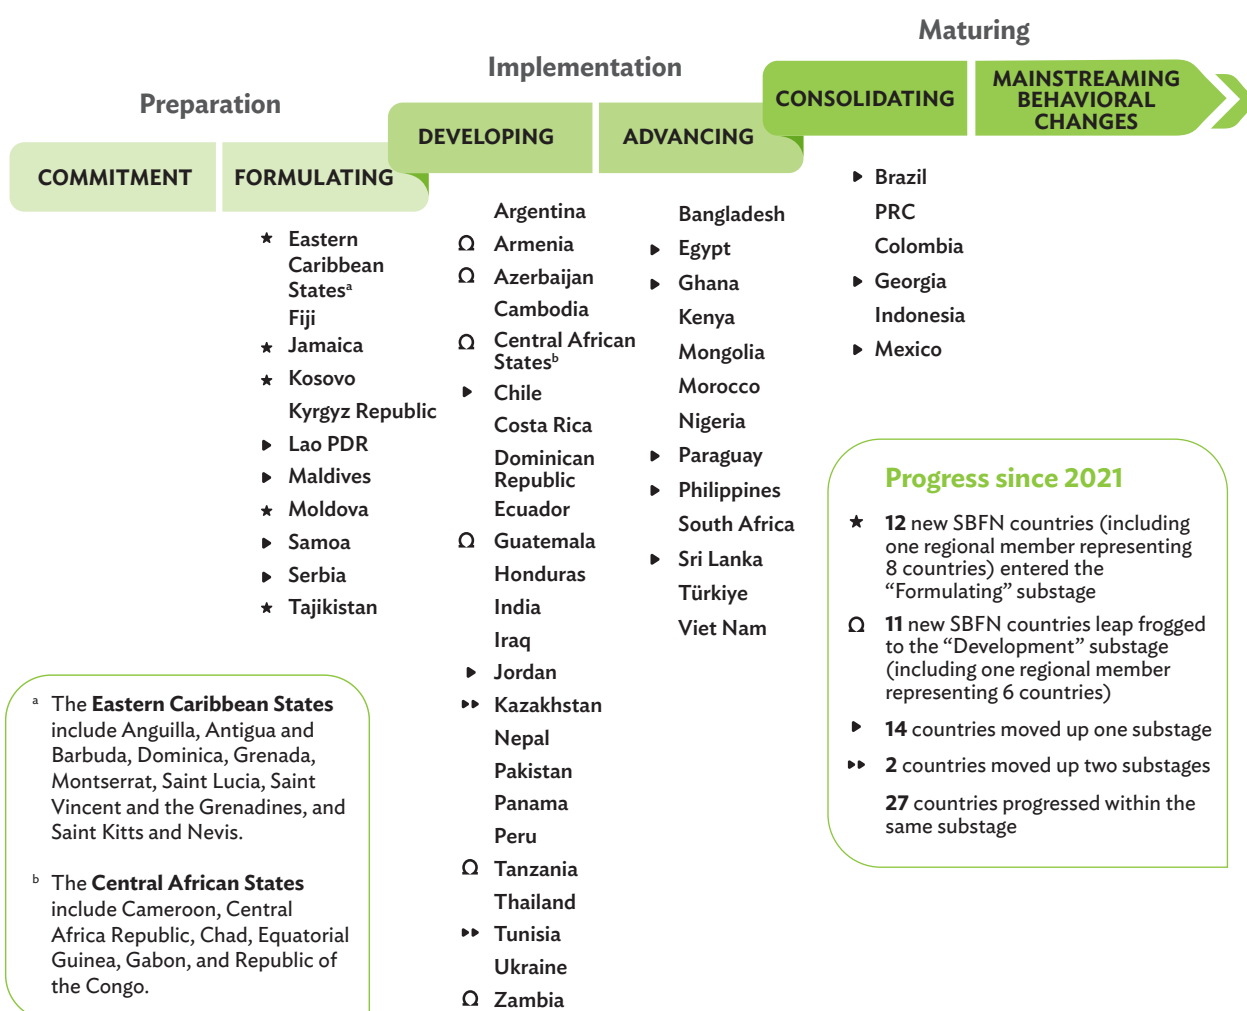 Preparation
COMMITMENT
FORMULATING
★ Eastern
Caribbean
Statesᵃ
Fiji
★ Jamaica
★ Kosovo
Kyrgyz Republic
▶ Lao PDR
▶ Maldives
★ Moldova
▶ Samoa
▶ Serbia
★ Tajikistan
Implementation
DEVELOPING
ADVANCING
Argentina
Ω Armenia
Ω Azerbaijan
Cambodia
Ω Central African
Statesᵇ
▶ Chile
Costa Rica
Dominican
Republic
Ecuador
Ω Guatemala
Honduras
India
Iraq
▶ Jordan
▶▶ Kazakhstan
Nepal
Pakistan
Panama
Peru
Ω Tanzania
Thailand
▶▶ Tunisia
Ukraine
Ω Zambia
Bangladesh
▶ Egypt
▶ Ghana
Kenya
Mongolia
Morocco
Nigeria
▶ Paraguay
▶ Philippines
South Africa
▶ Sri Lanka
Türkiye
Viet Nam
Maturing
CONSOLIDATING
MAINSTREAMING
BEHAVIORAL
CHANGES
▶ Brazil
PRC
Colombia
▶ Georgia
Indonesia
▶ Mexico
Progress since 2021
★ 12 new SBFN countries (including
one regional member representing
8 countries) entered the
“Formulating” substage
Ω 11 new SBFN countries leap frogged
to the “Development” substage
(including one regional member
representing 6 countries)
▶ 14 countries moved up one substage
▶▶ 2 countries moved up two substages
27 countries progressed within the
same substage
ᵃ The Eastern Caribbean States
include Anguilla, Antigua and
Barbuda, Dominica, Grenada,
Montserrat, Saint Lucia, Saint
Vincent and the Grenadines, and
Saint Kitts and Nevis.
ᵇ The Central African States
include Cameroon, Central
Africa Republic, Chad, Equatorial
Guinea, Gabon, and Republic of
the Congo.